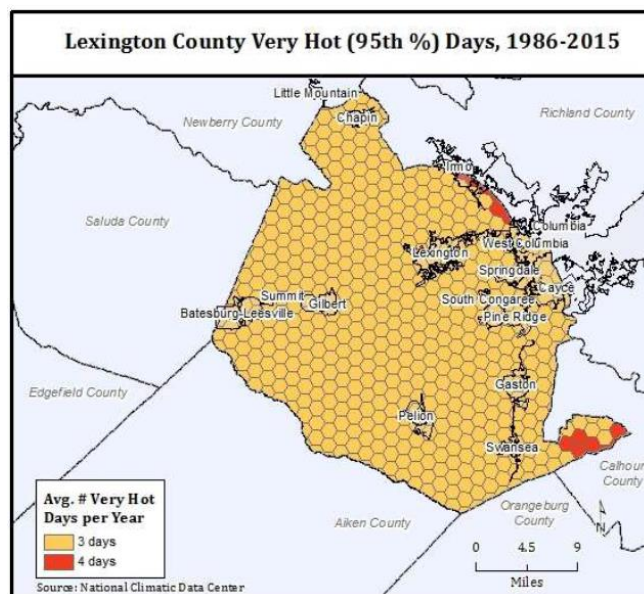 Lexington County Very Hot (95th %) Days, 1986-2015
Little Mountain
Newberry County
Chapin
Richland County
Irmo
Saluda County
Columbia
West Columbia
Lexington
Springdale
Cayce
Summit
Gilbert
South Congaree
Batesburg-Leesville
Pine Ridge
Edgefield County
Gaston
Pelion
Swansea
Calhoun
County
Avg. # Very Hot
Days per Year
3 days
4 days
Aiken County
Orangeburg
County
N
0 4.5 9
Miles
Source: National Climatic Data Center